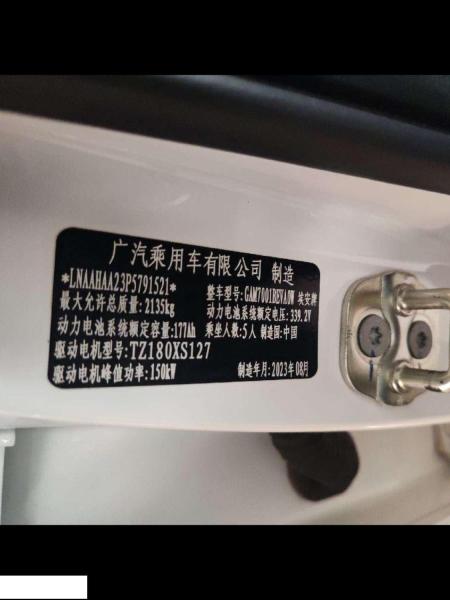 广汽乘用车有限公司 制造
*LNAAHAA23P5791521* 整车型号:GAM7001BEVA0W 埃安牌
最大允许总质量:2135kg 动力电池系统额定电压:339.2V
动力电池系统额定容量:177Ah 乘坐人数:5人 制造国:中国
驱动电机型号:TZ180XS127
驱动电机峰值功率:150kW 制造年月:2023年08月